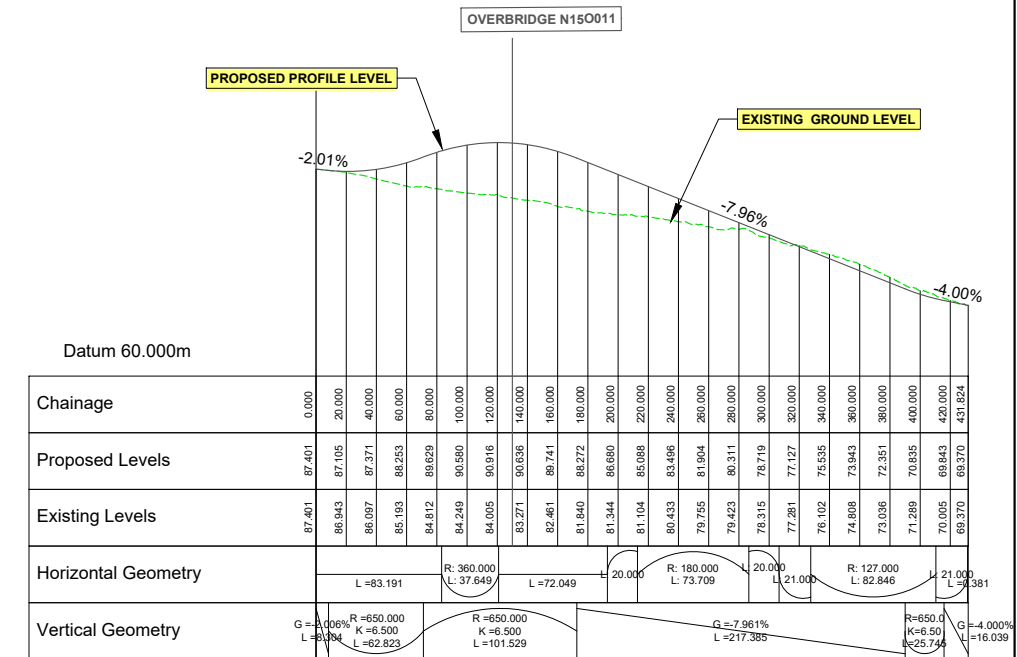 OVERBRIDGE N15O011
PROPOSED PROFILE LEVEL
EXISTING GROUND LEVEL
-2.01%
-7.96%
-4.00%
Datum 60.000m
Chainage 0.000 20.000 40.000 60.000 80.000 100.000 120.000 140.000 160.000 180.000 200.000 220.000 240.000 260.000 280.000 300.000 320.000 340.000 360.000 380.000 400.000 420.000 431.824
Proposed Levels 87.401 87.105 87.371 88.253 89.629 90.580 90.916 90.636 89.741 88.272 86.680 85.088 83.496 81.904 80.311 78.719 77.127 75.535 73.943 72.351 70.835 69.843 69.370
Existing Levels 87.401 86.943 86.097 85.193 84.812 84.249 84.005 83.271 82.461 81.840 81.344 81.104 80.433 79.755 79.423 78.315 77.281 76.102 74.808 73.036 71.289 70.005 69.370
Horizontal Geometry
L =83.191
R: 360.000
L: 37.649
L =72.049
L: 20.000
R: 180.000
L: 73.709
L: 20.000
L: 21.000
R: 127.000
L: 82.846
L: 21.000
Vertical Geometry
G =-2.006%
L =8.304
R =650.000
K =6.500
L =62.823
R =650.000
K =6.500
L =101.529
G =-7.961%
L =217.385
R=650.0
K=6.50
L=25.745
G =-4.000%
L =16.039